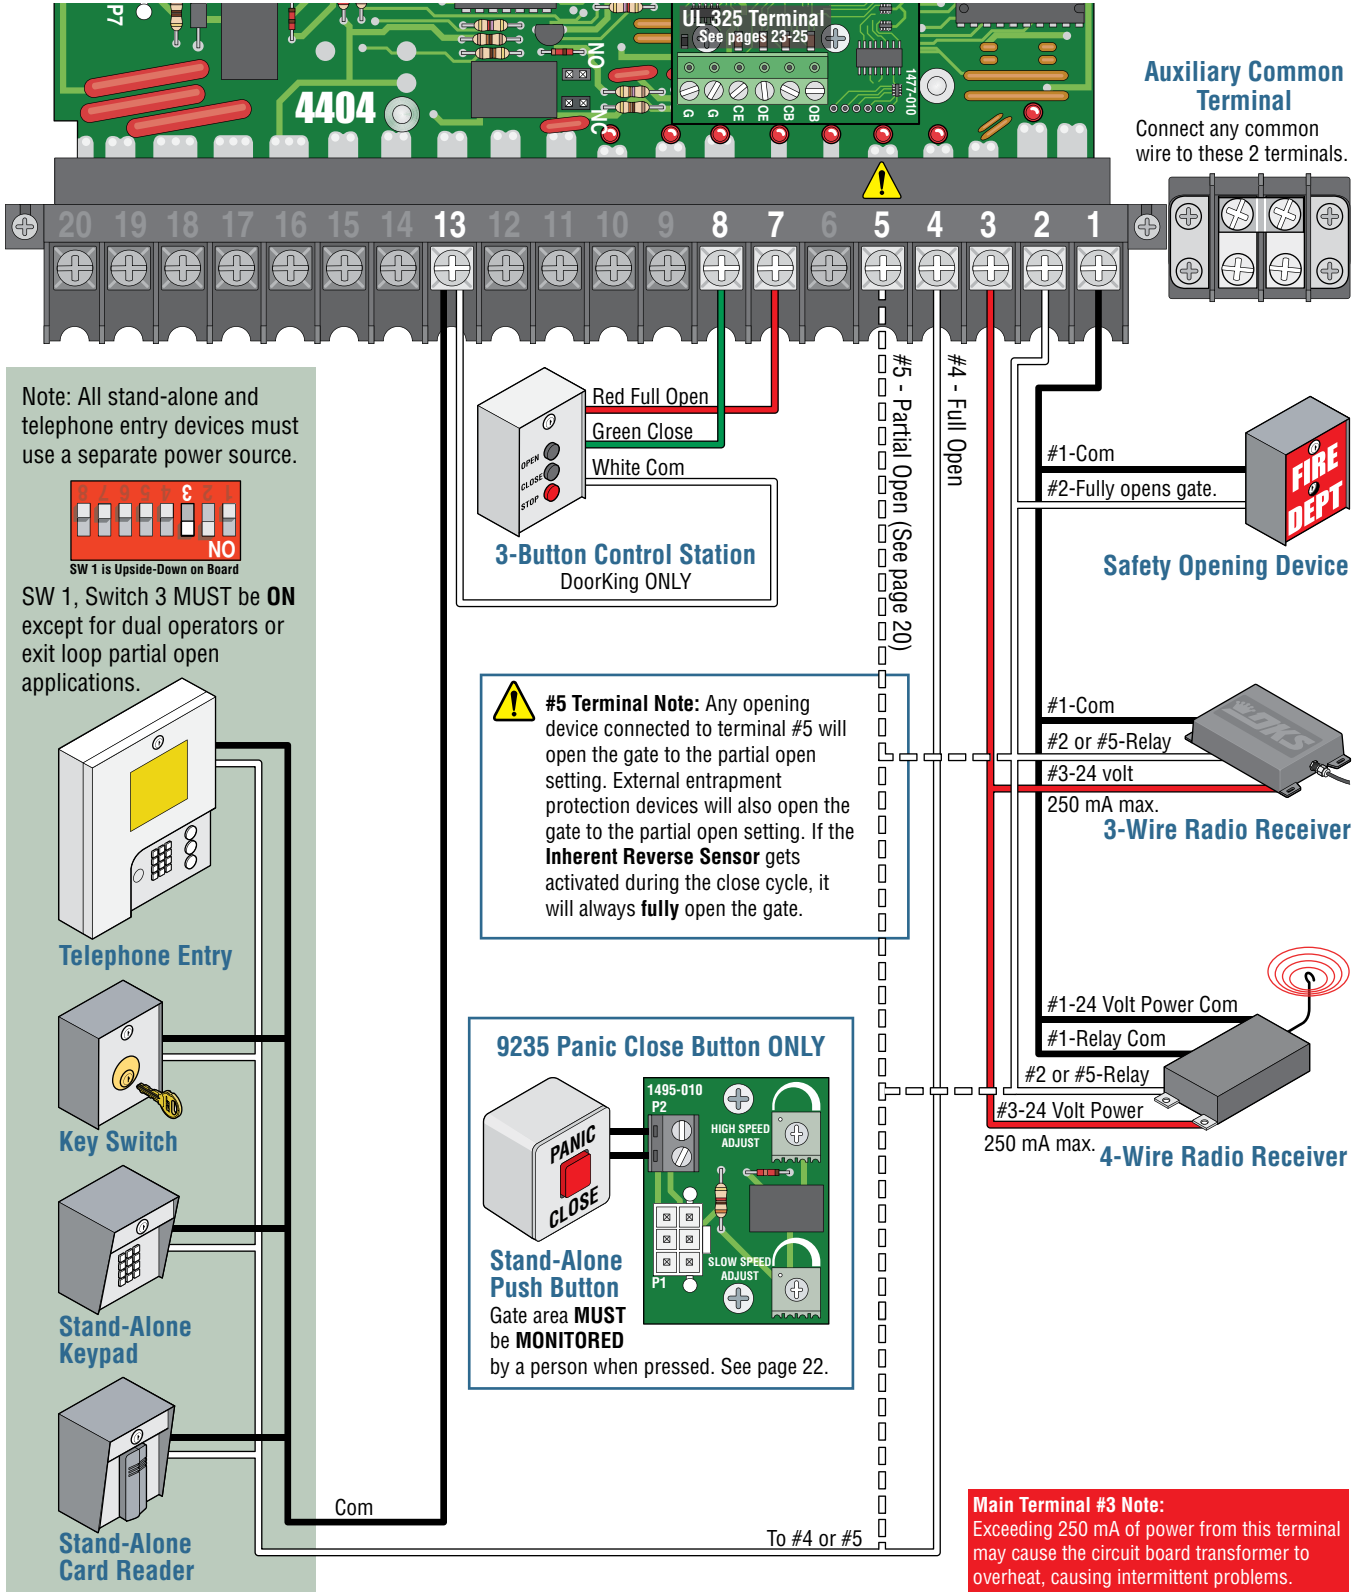 P7
4404
NO
NC
UL 325 Terminal
See pages 23-25
G G CE OE CB OB
1477-010
Auxiliary Common
Terminal
Connect any common
wire to these 2 terminals.
20 19 18 17 16 15 14 13 12 11 10 9 8 7 6 5 4 3 2 1
Note: All stand-alone and
telephone entry devices must
use a separate power source.
8 7 6 5 4 3 2 1
ON
SW 1 is Upside-Down on Board
SW 1, Switch 3 MUST be ON
except for dual operators or
exit loop partial open
applications.
Telephone Entry
Key Switch
Stand-Alone
Keypad
Stand-Alone
Card Reader
Com
To #4 or #5
OPEN
CLOSE
STOP
Red Full Open
Green Close
White Com
3-Button Control Station
DoorKing ONLY
#5 - Partial Open (See page 20)
#4 - Full Open
#5 Terminal Note: Any opening
device connected to terminal #5 will
open the gate to the partial open
setting. External entrapment
protection devices will also open the
gate to the partial open setting. If the
Inherent Reverse Sensor gets
activated during the close cycle, it
will always fully open the gate.
9235 Panic Close Button ONLY
PANIC
CLOSE
1495-010
P2
HIGH SPEED
ADJUST
SLOW SPEED
ADJUST
P1
Stand-Alone
Push Button
Gate area MUST
be MONITORED
by a person when pressed. See page 22.
#1-Com
#2-Fully opens gate.
FIRE
DEPT
Safety Opening Device
#1-Com
#2 or #5-Relay
#3-24 volt
250 mA max.
DKS
3-Wire Radio Receiver
#1-24 Volt Power Com
#1-Relay Com
#2 or #5-Relay
#3-24 Volt Power
250 mA max.
4-Wire Radio Receiver
Main Terminal #3 Note:
Exceeding 250 mA of power from this terminal
may cause the circuit board transformer to
overheat, causing intermittent problems.